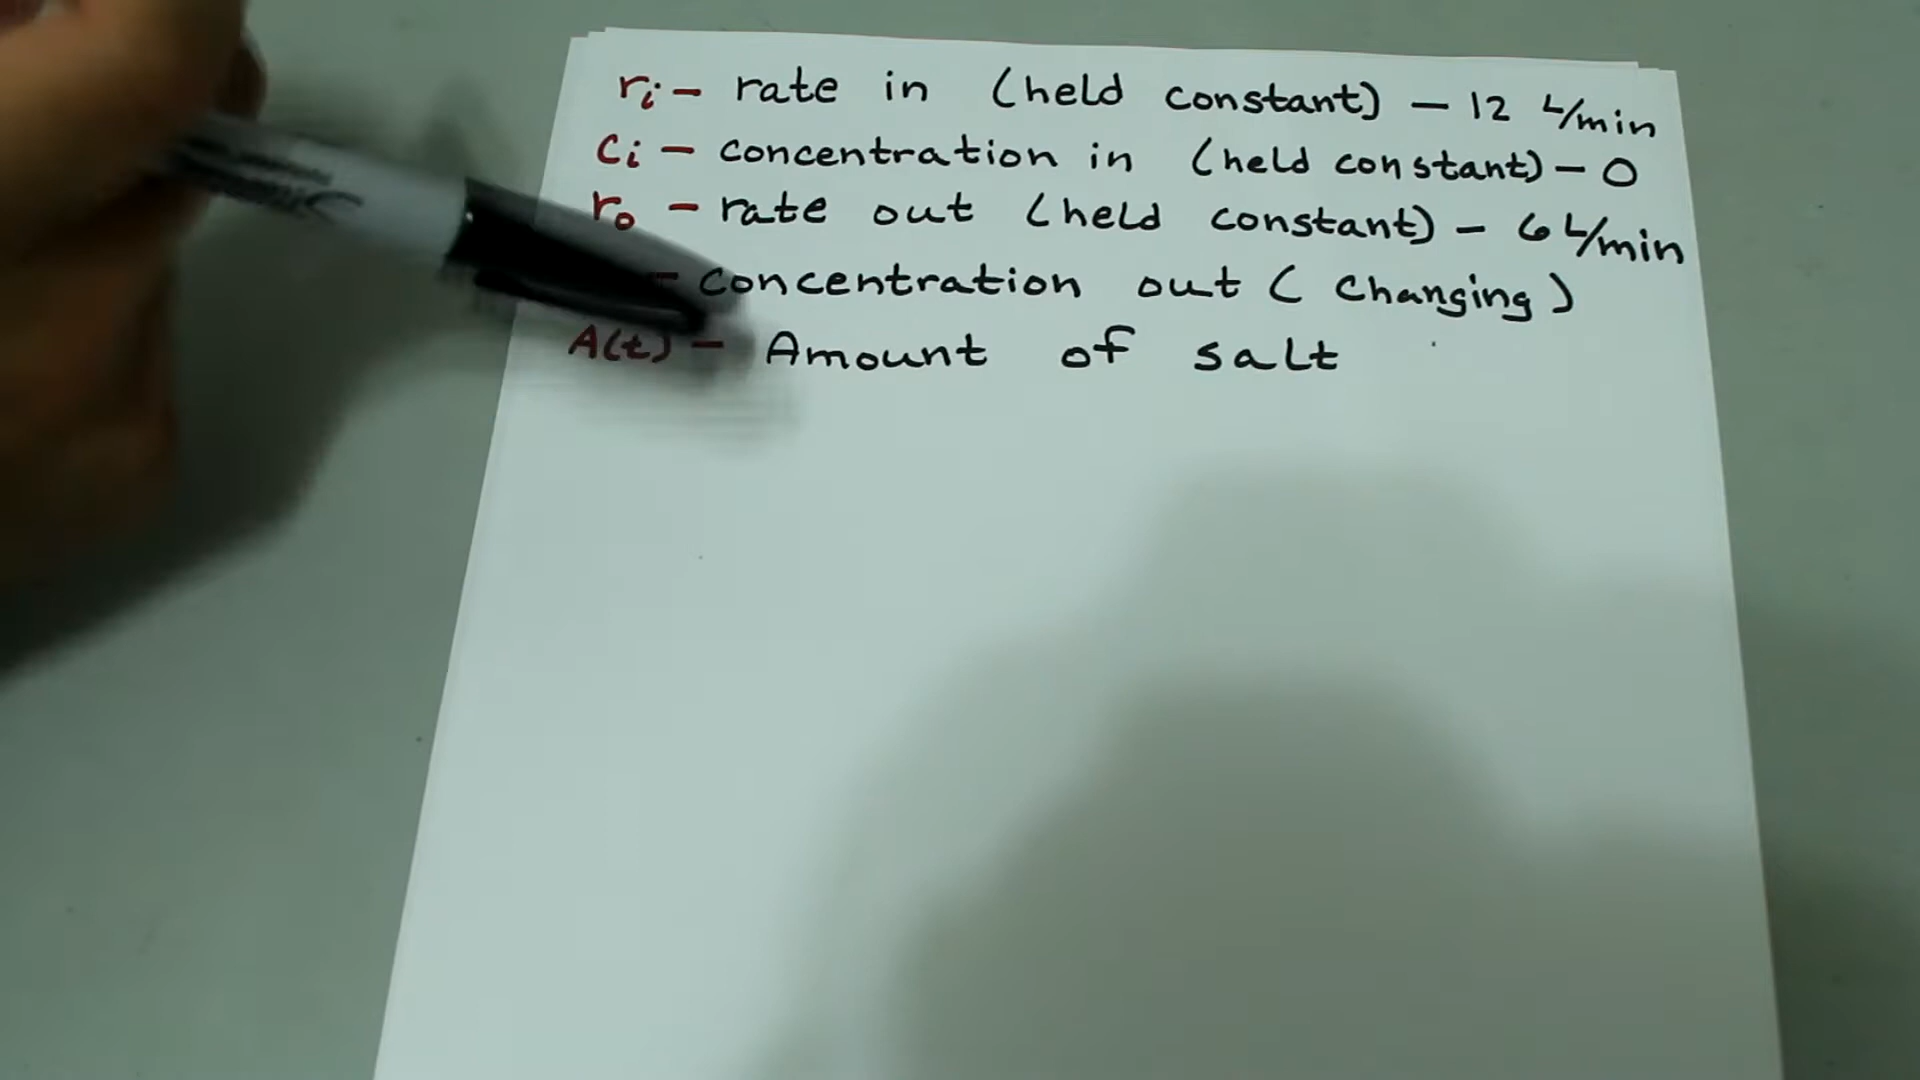 ri – rate in (held constant) – 12 L/min
Ci – concentration in (held constant) – 0
ro – rate out (held constant) – 6 L/min
– concentration out ( changing )
A(t) – Amount of salt